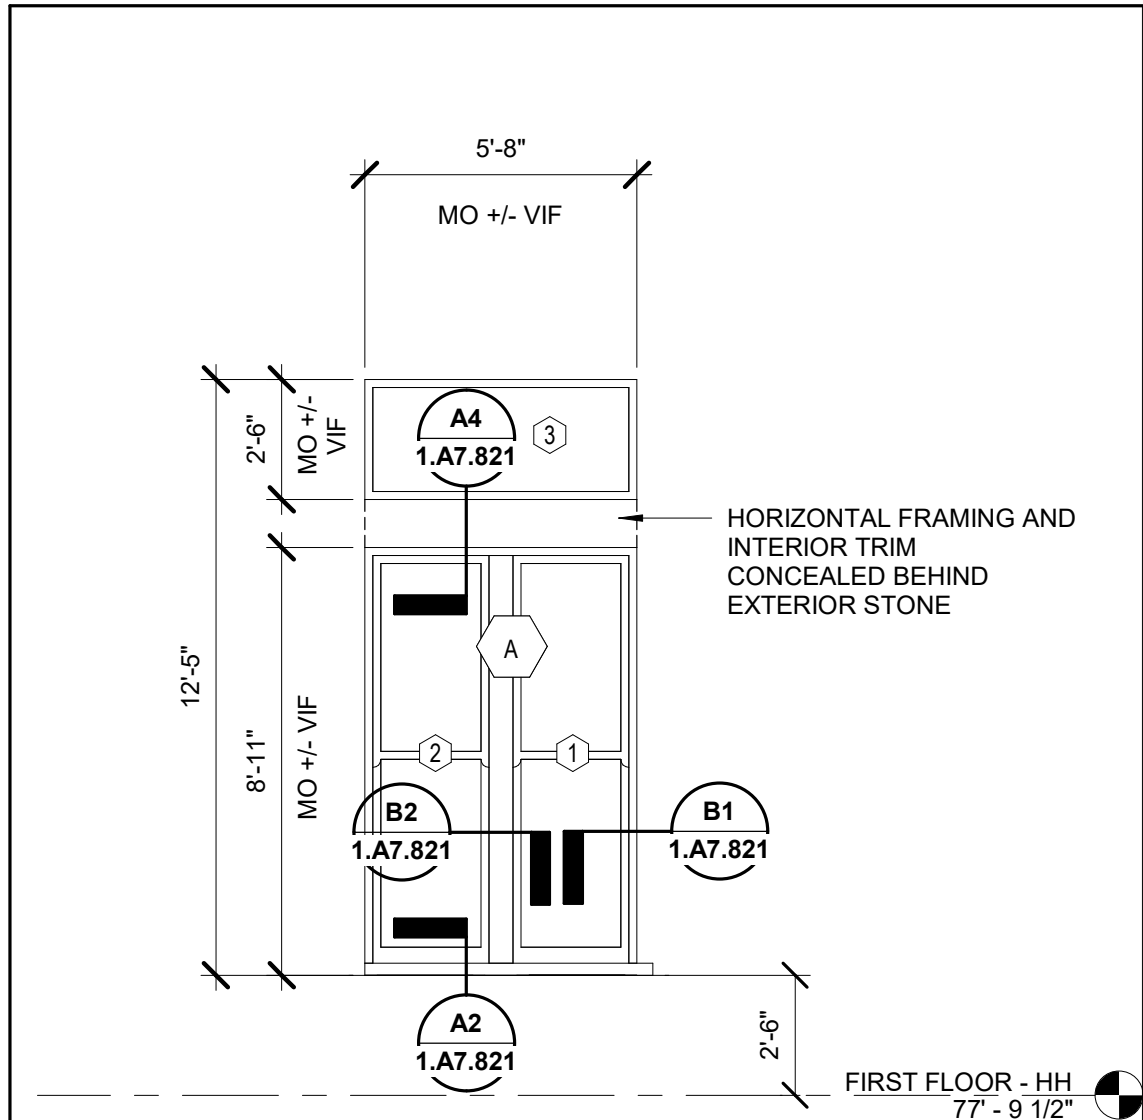 5'-8"
MO +/- VIF
2'-6"
MO +/-
VIF
A4
1.A7.821
3
HORIZONTAL FRAMING AND
INTERIOR TRIM
CONCEALED BEHIND
EXTERIOR STONE
12'-5"
8'-11"
MO +/- VIF
A
2
1
B2
1.A7.821
B1
1.A7.821
A2
1.A7.821
2'-6"
FIRST FLOOR - HH
77' - 9 1/2"